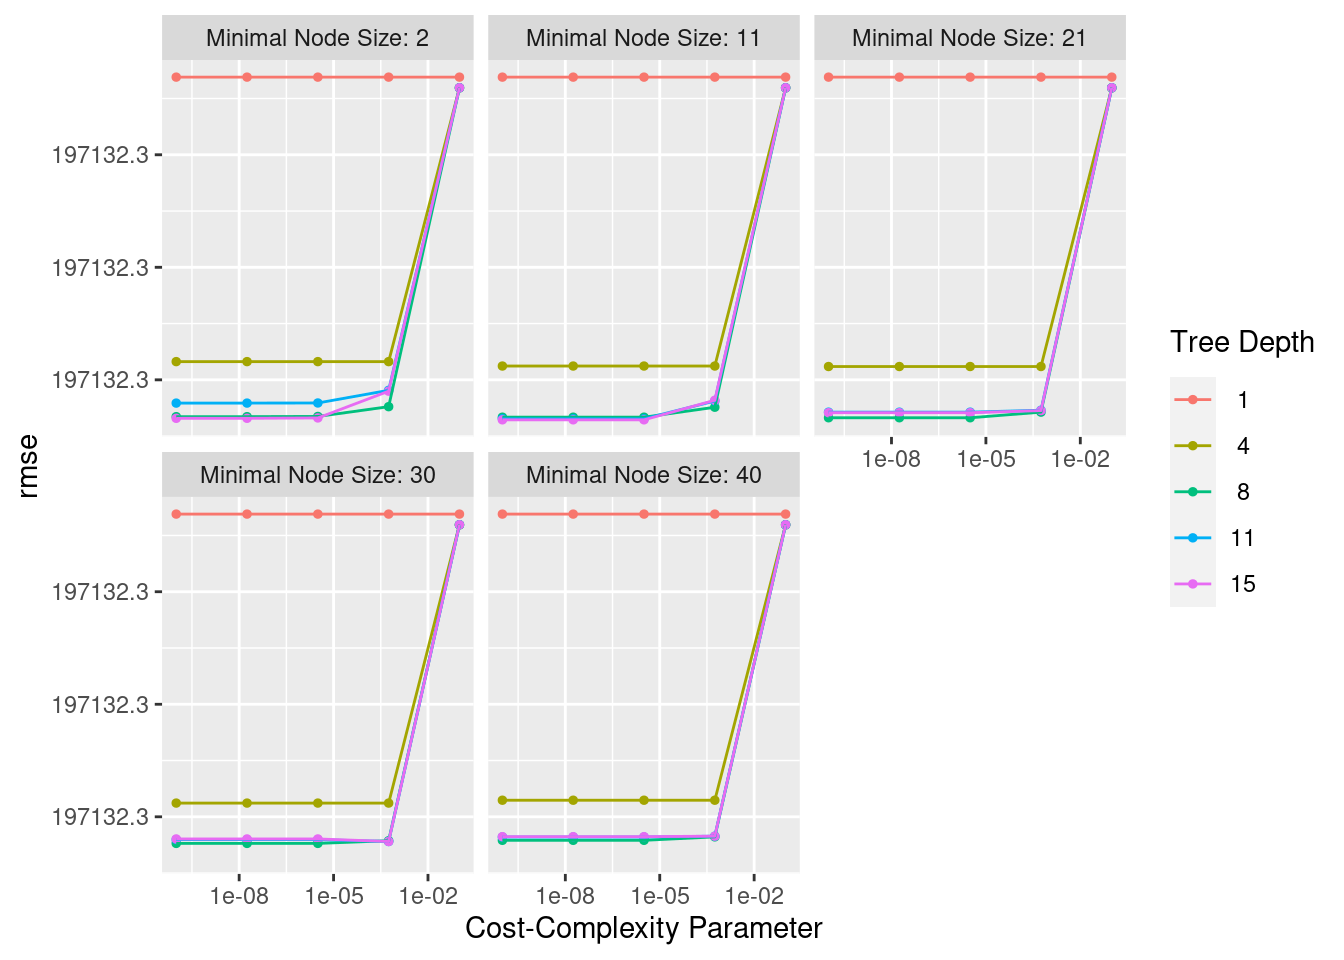 Minimal Node Size: 2
Minimal Node Size: 11
Minimal Node Size: 21
197132.3
197132.3
197132.3
1e-08
1e-05
1e-02
Minimal Node Size: 30
Minimal Node Size: 40
197132.3
197132.3
197132.3
1e-08
1e-05
1e-02
1e-08
1e-05
1e-02
Cost-Complexity Parameter
rmse
Tree Depth
1
4
8
11
15